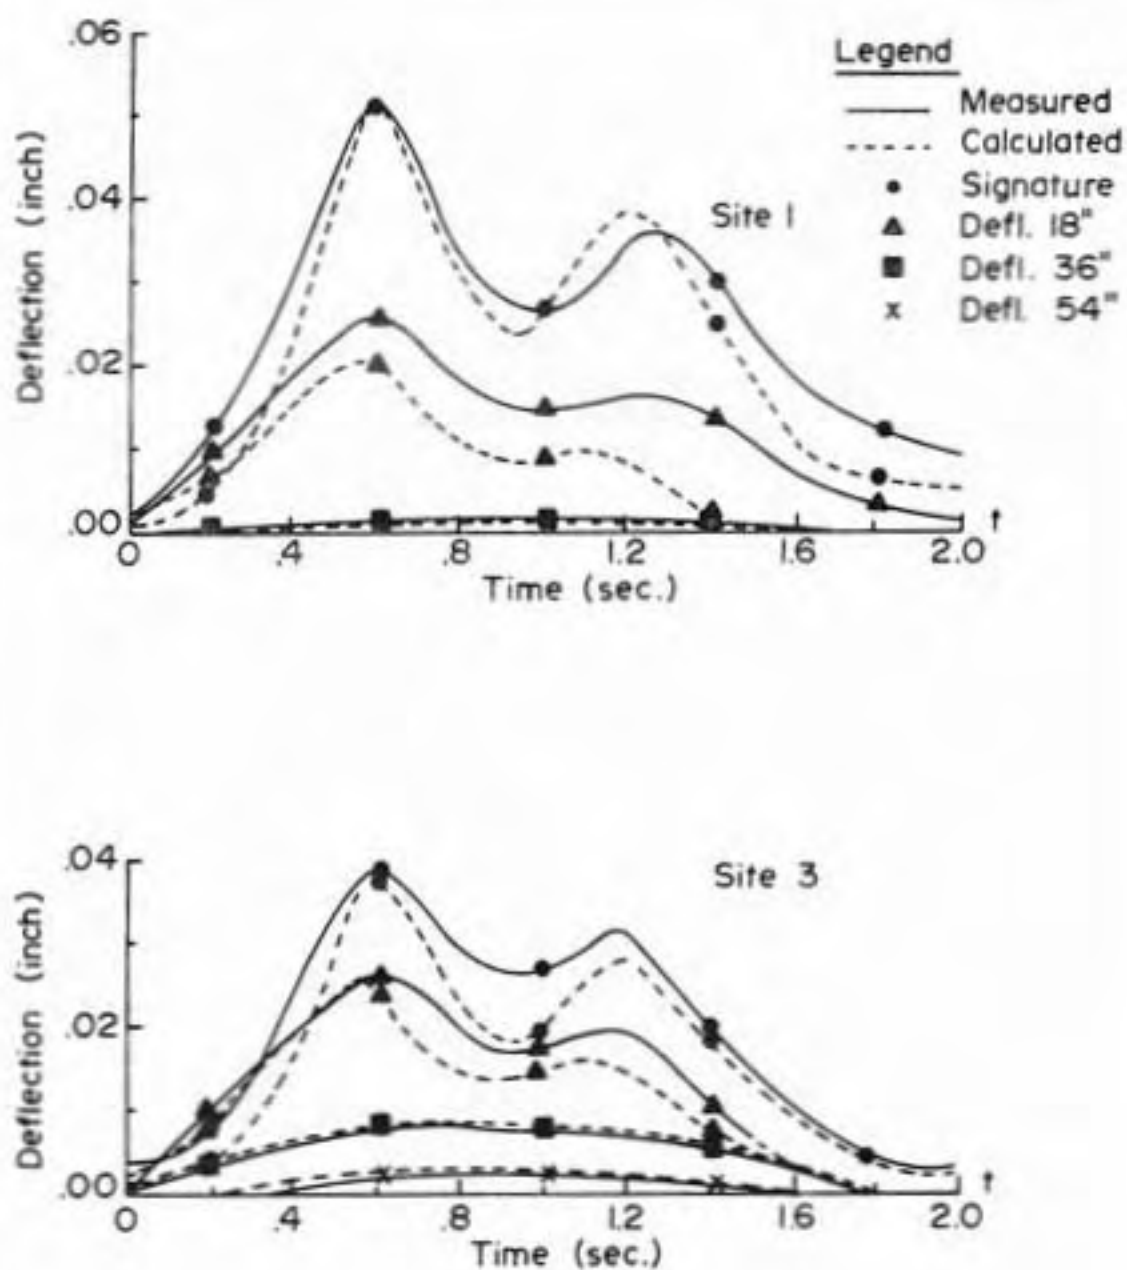 .06
.04
.02
.00
Deflection (inch)
0
.4
.8
1.2
1.6
2.0
t
Time (sec.)
Site 1
Legend
Measured
Calculated
Signature
Defl. 18"
Defl. 36"
Defl. 54"
.04
.02
.00
Deflection (inch)
0
.4
.8
1.2
1.6
2.0
t
Time (sec.)
Site 3